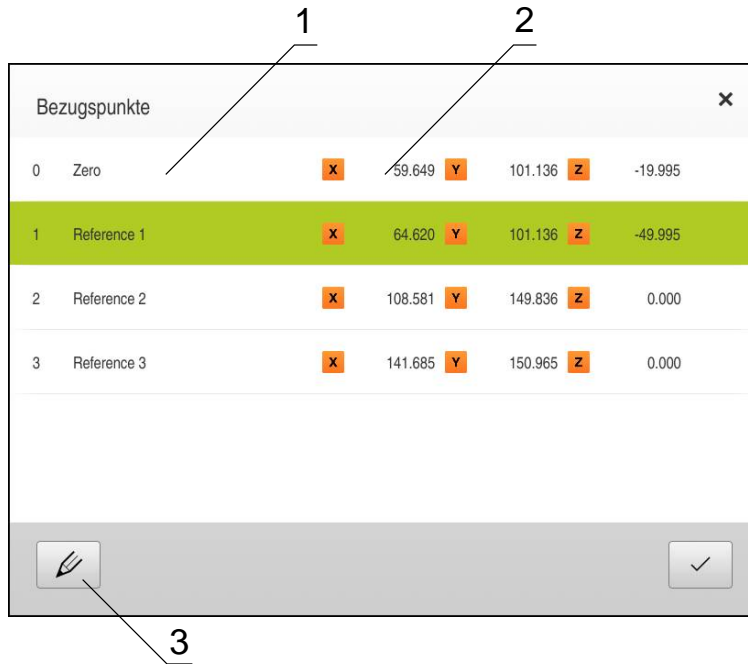 1 2
Bezugspunkte ×
0 Zero X 59.649 Y 101.136 Z -19.995
1 Reference 1 X 64.620 Y 101.136 Z -49.995
2 Reference 2 X 108.581 Y 149.836 Z 0.000
3 Reference 3 X 141.685 Y 150.965 Z 0.000
3